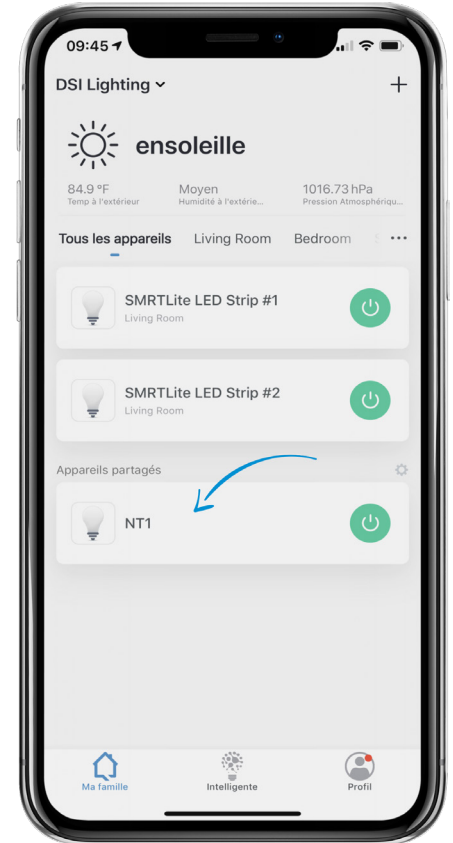 09:45
DSI Lighting
ensoleille
84.9 °F Moyen 1016.73 hPa
Temp à l'extérieur Humidité à l'extérie... Pression Atmosphériqu...
Tous les appareils Living Room Bedroom S ...
SMRTLite LED Strip #1
Living Room
SMRTLite LED Strip #2
Living Room
Appareils partagés
NT1
Ma famille Intelligente Profil